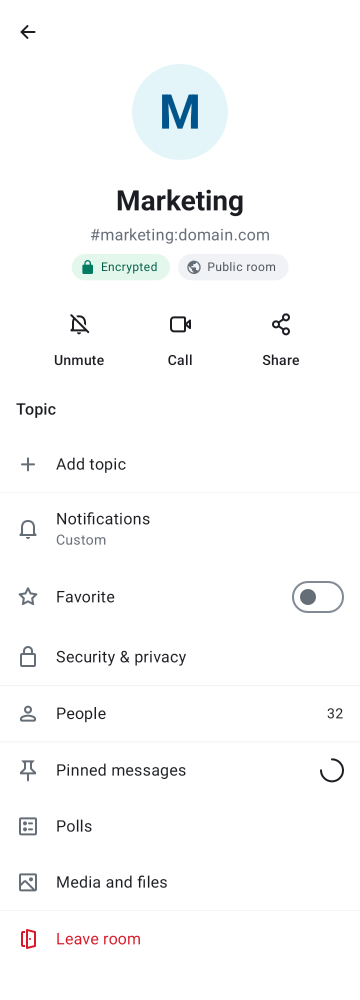 M
Marketing
#marketing:domain.com
Encrypted Public room
Unmute Call Share
Topic
Add topic
Notifications
Custom
Favorite
Security & privacy
People 32
Pinned messages
Polls
Media and files
Leave room